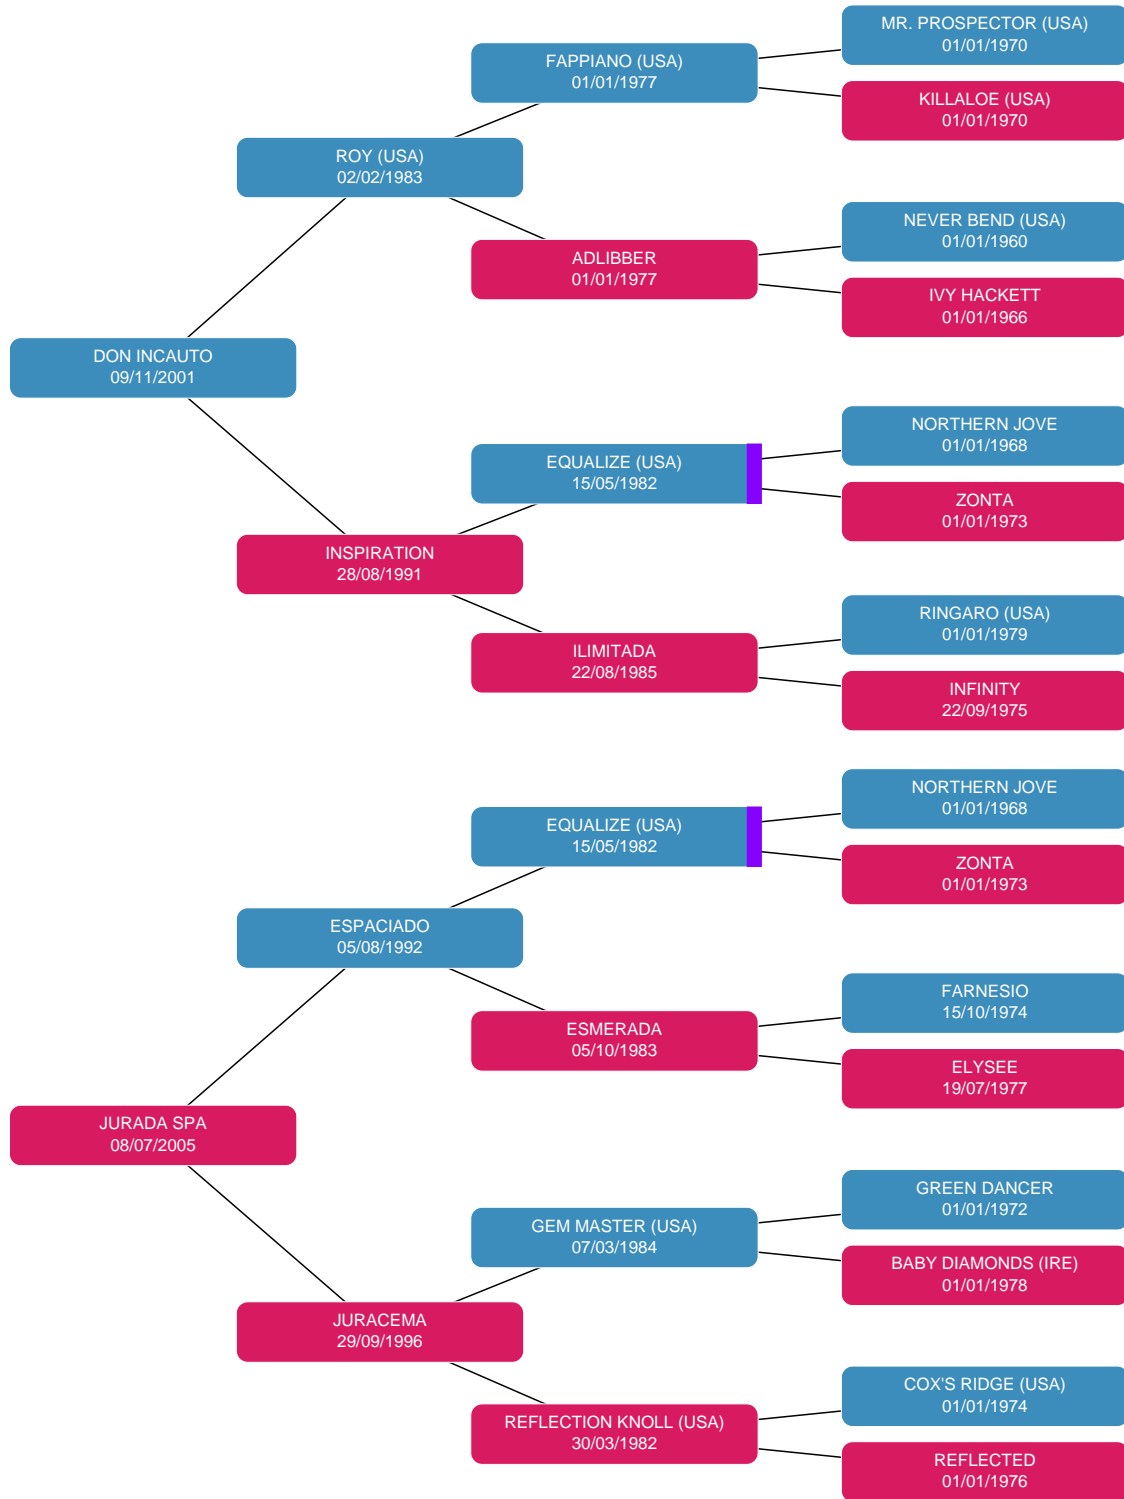 MR. PROSPECTOR (USA)
01/01/1970
FAPPIANO (USA)
01/01/1977
KILLALOE (USA)
01/01/1970
ROY (USA)
02/02/1983
NEVER BEND (USA)
01/01/1960
ADLIBBER
01/01/1977
IVY HACKETT
01/01/1966
DON INCAUTO
09/11/2001
NORTHERN JOVE
01/01/1968
EQUALIZE (USA)
15/05/1982
ZONTA
01/01/1973
INSPIRATION
28/08/1991
RINGARO (USA)
01/01/1979
ILIMITADA
22/08/1985
INFINITY
22/09/1975
NORTHERN JOVE
01/01/1968
EQUALIZE (USA)
15/05/1982
ZONTA
01/01/1973
ESPACIADO
05/08/1992
FARNESIO
15/10/1974
ESMERADA
05/10/1983
ELYSEE
19/07/1977
JURADA SPA
08/07/2005
GREEN DANCER
01/01/1972
GEM MASTER (USA)
07/03/1984
BABY DIAMONDS (IRE)
01/01/1978
JURACEMA
29/09/1996
COX'S RIDGE (USA)
01/01/1974
REFLECTION KNOLL (USA)
30/03/1982
REFLECTED
01/01/1976